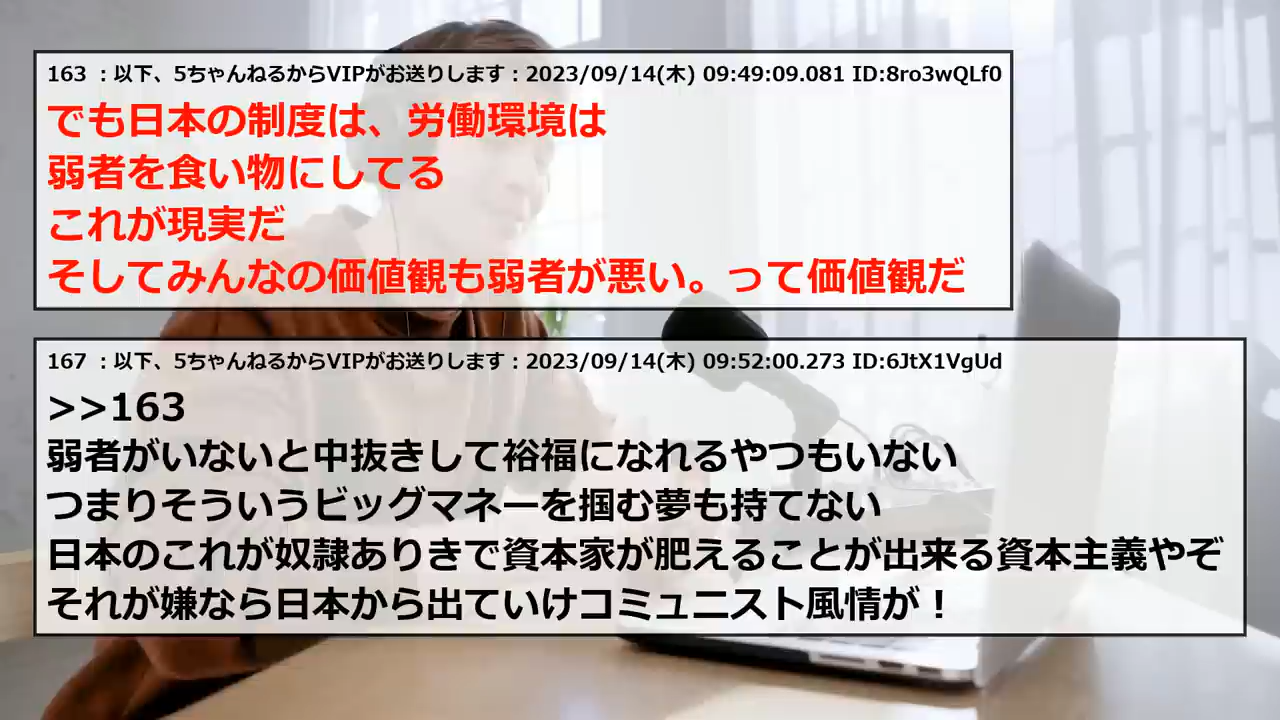 163 ：以下、5ちゃんねるからVIPがお送りします：2023/09/14(木) 09:49:09.081 ID:8ro3wQLf0
でも日本の制度は、労働環境は
弱者を食い物にしてる
これが現実だ
そしてみんなの価値観も弱者が悪い。って価値観だ
167 ：以下、5ちゃんねるからVIPがお送りします：2023/09/14(木) 09:52:00.273 ID:6JtX1VgUd
>>163
弱者がいないと中抜きして裕福になれるやつもいない
つまりそういうビッグマネーを掴む夢も持てない
日本のこれが奴隷ありきで資本家が肥えることが出来る資本主義やぞ
それが嫌なら日本から出ていけコミュニスト風情が！